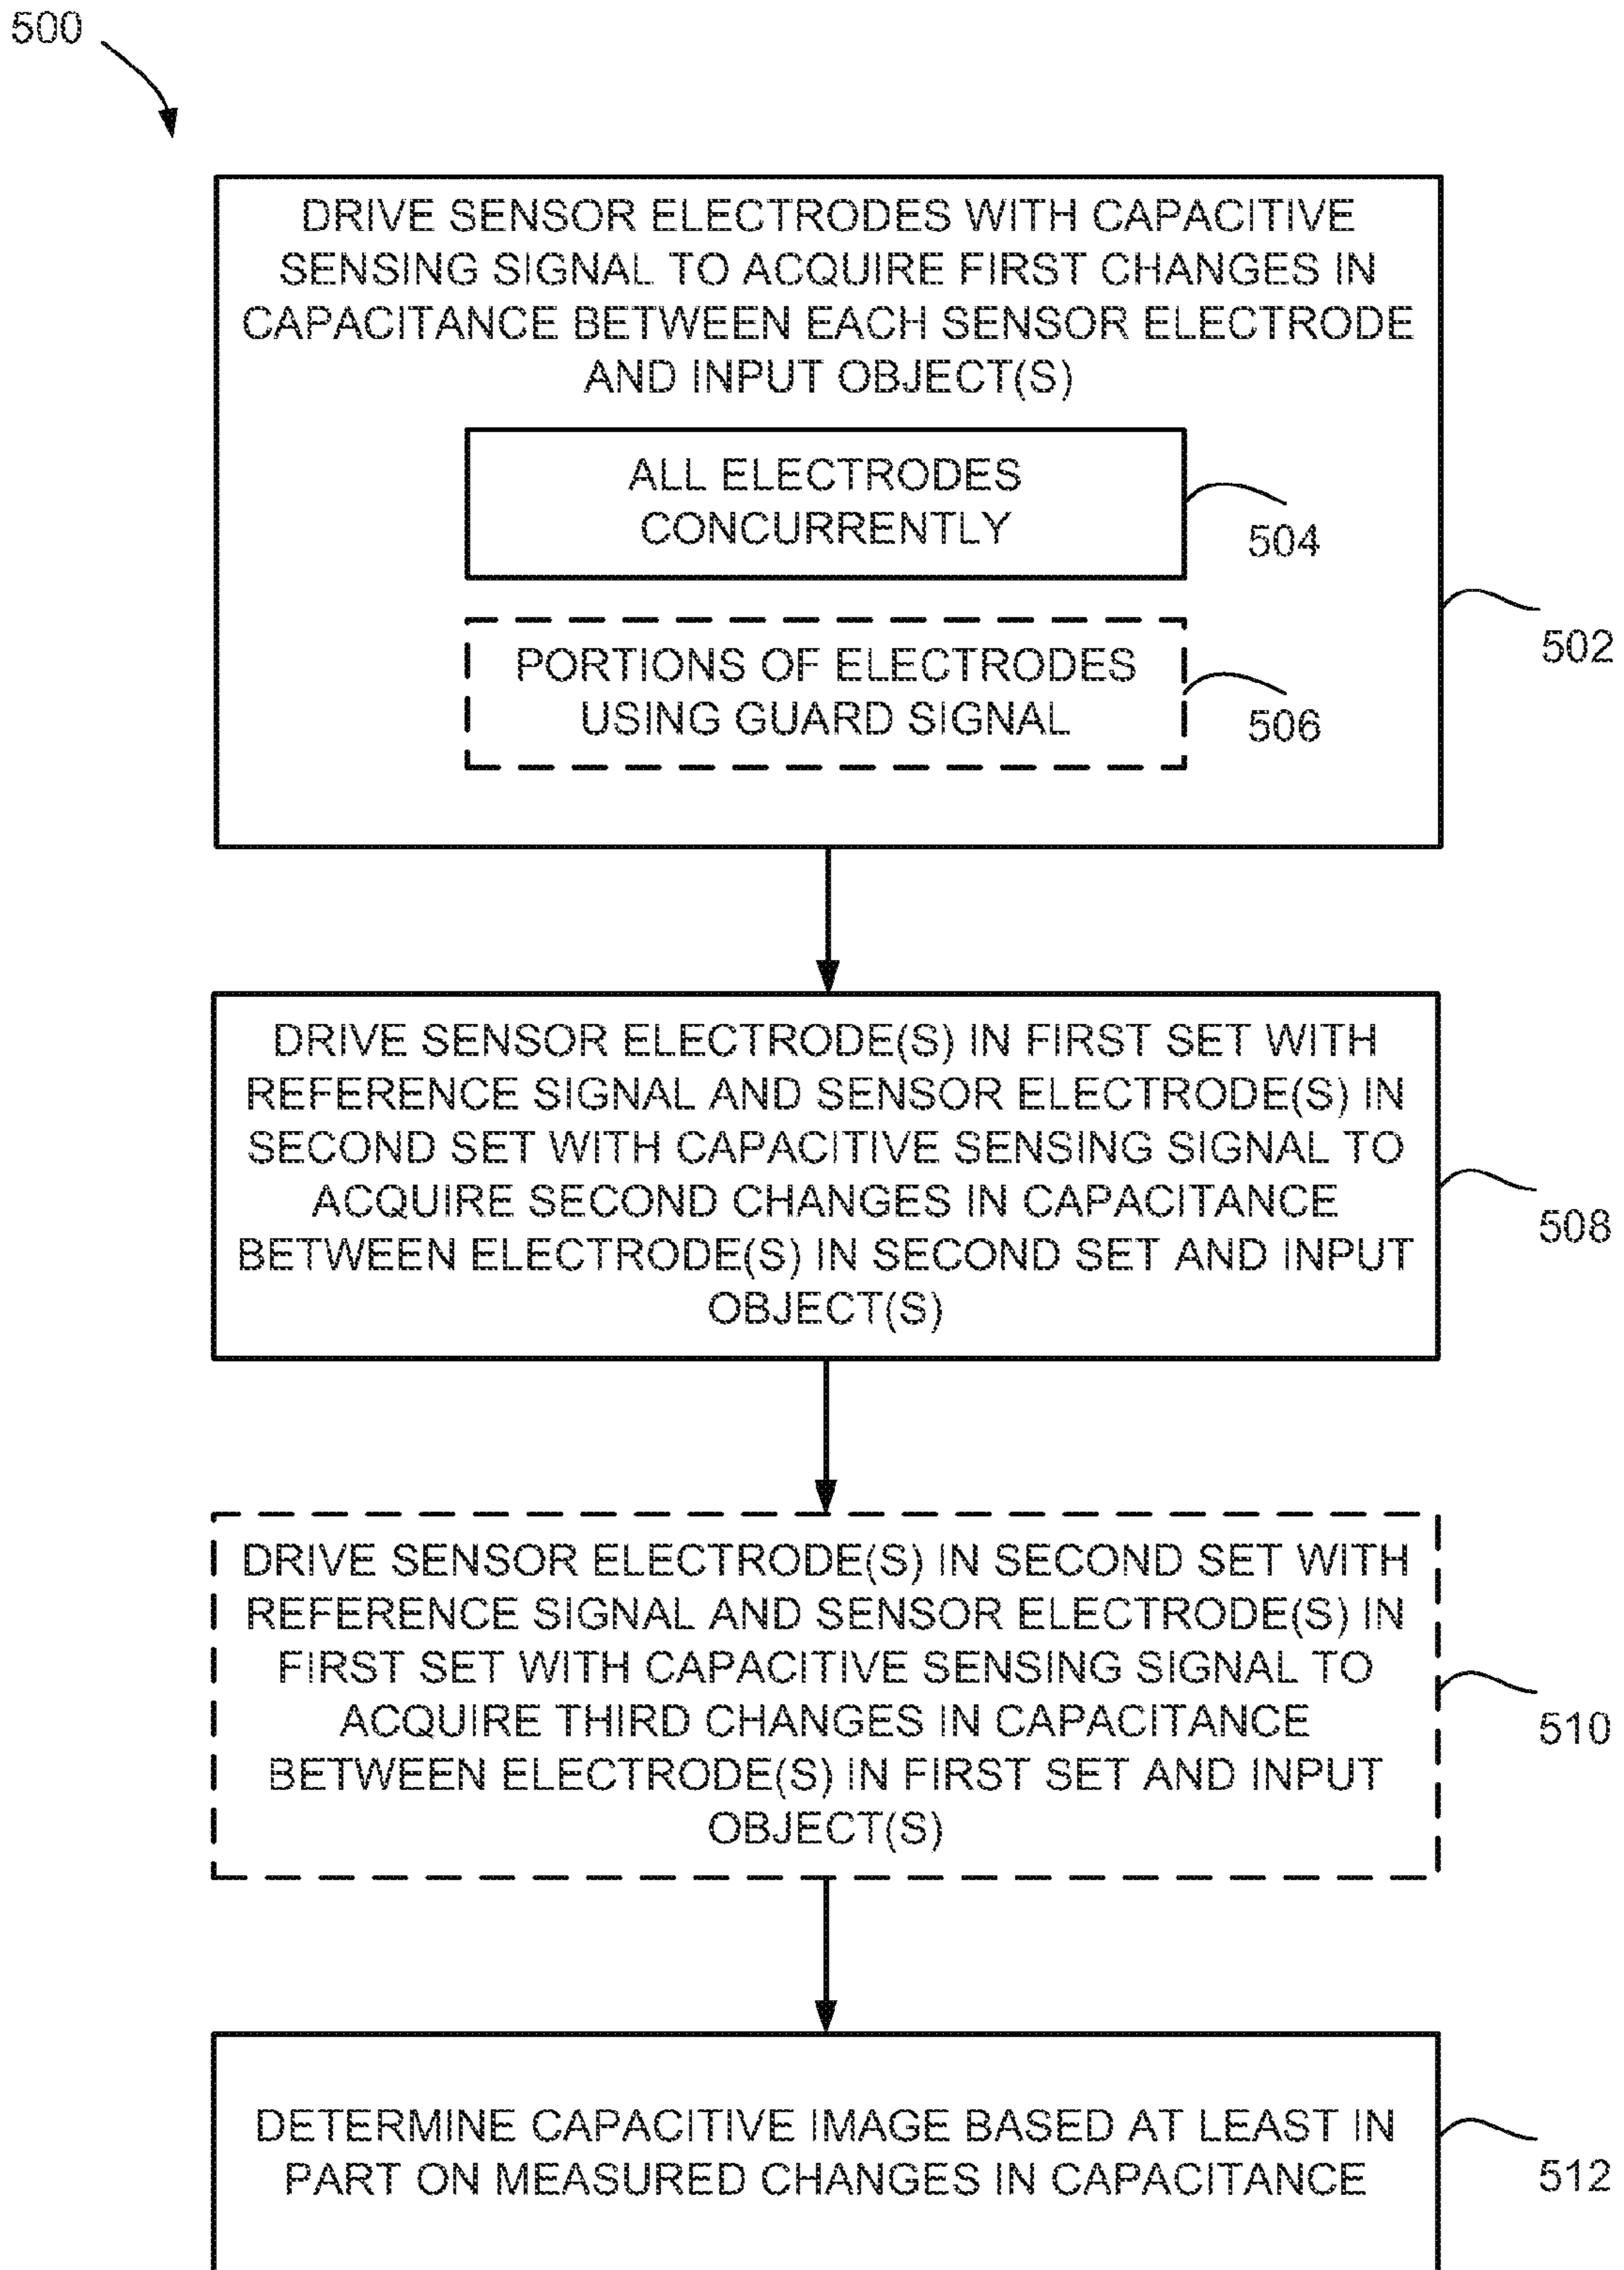 500
DRIVE SENSOR ELECTRODES WITH CAPACITIVE
SENSING SIGNAL TO ACQUIRE FIRST CHANGES IN
CAPACITANCE BETWEEN EACH SENSOR ELECTRODE
AND INPUT OBJECT(S)
ALL ELECTRODES
CONCURRENTLY
504
502
PORTIONS OF ELECTRODES
USING GUARD SIGNAL
506
DRIVE SENSOR ELECTRODE(S) IN FIRST SET WITH
REFERENCE SIGNAL AND SENSOR ELECTRODE(S) IN
SECOND SET WITH CAPACITIVE SENSING SIGNAL TO
ACQUIRE SECOND CHANGES IN CAPACITANCE
BETWEEN ELECTRODE(S) IN SECOND SET AND INPUT
OBJECT(S)
508
DRIVE SENSOR ELECTRODE(S) IN SECOND SET WITH
REFERENCE SIGNAL AND SENSOR ELECTRODE(S) IN
FIRST SET WITH CAPACITIVE SENSING SIGNAL TO
ACQUIRE THIRD CHANGES IN CAPACITANCE
BETWEEN ELECTRODE(S) IN FIRST SET AND INPUT
OBJECT(S)
510
DETERMINE CAPACITIVE IMAGE BASED AT LEAST IN
PART ON MEASURED CHANGES IN CAPACITANCE
512